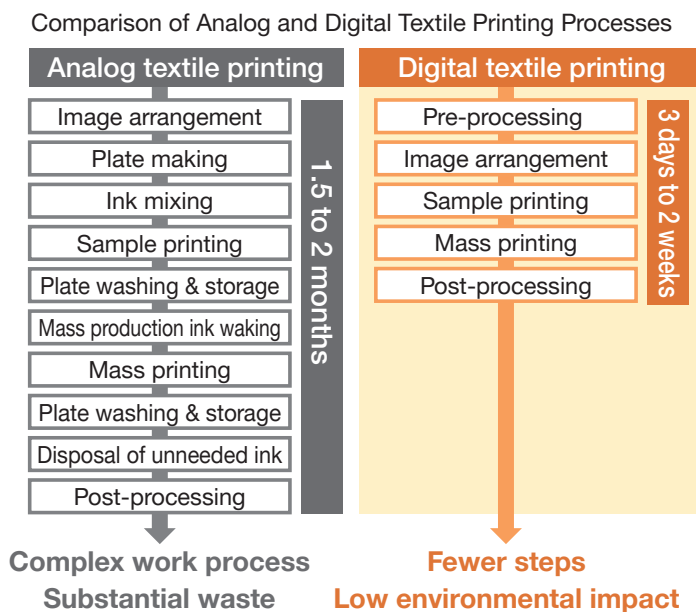 Comparison of Analog and Digital Textile Printing Processes
Analog textile printing
Image arrangement
Plate making
Ink mixing
Sample printing
Plate washing & storage
Mass production ink waking
Mass printing
Plate washing & storage
Disposal of unneeded ink
Post-processing
1.5 to 2 months
Complex work process
Substantial waste
Digital textile printing
Pre-processing
Image arrangement
Sample printing
Mass printing
Post-processing
3 days to 2 weeks
Fewer steps
Low environmental impact